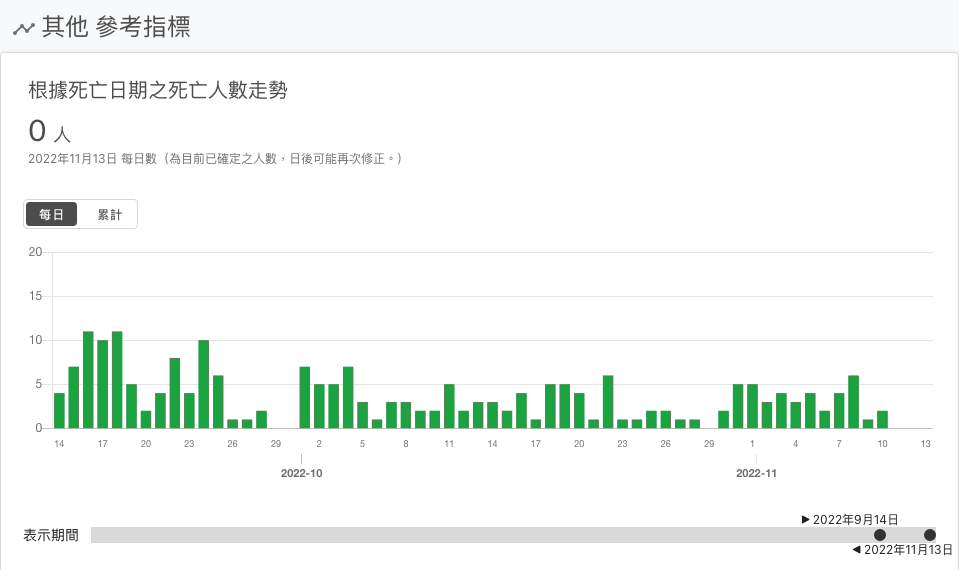 其他 參考指標
根據死亡日期之死亡人數走勢
0 人
2022年11月13日 每日數（為目前已確定之人數，日後可能再次修正。）
每日 累計
20
15
10
5
0
14 17 20 23 26 29 2 5 8 11 14 17 20 23 26 29 1 4 7 10 13
2022-10 2022-11
▶ 2022年9月14日
表示期間
◀ 2022年11月13日